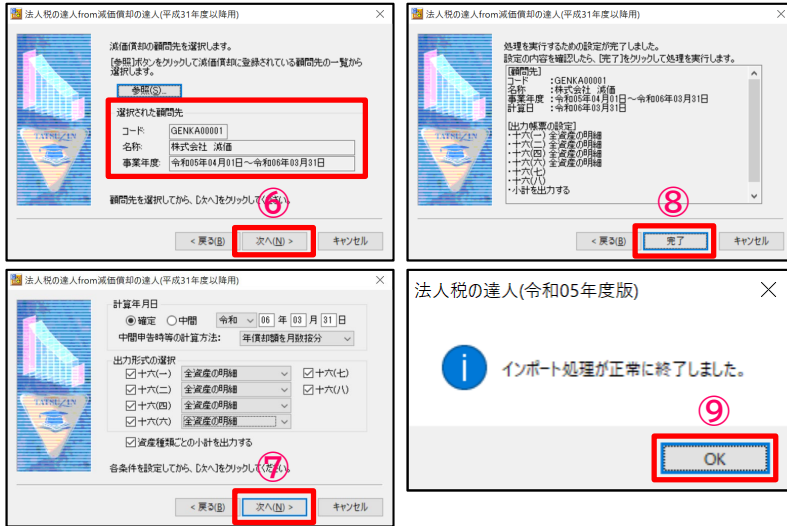 法人税の達人from減価償却の達人(平成31年度以降用)
減価償却の顧問先を選択します。
[参照]ボタンをクリックして減価償却に登録されている顧問先の一覧から
選択します。
参照(S)...
選択された顧問先
コード: GENKA00001
名称: 株式会社 減価
事業年度: 令和05年04月01日～令和06年03月31日
顧問先を選択してから、[次へ]をクリックしてください。
⑥
< 戻る(B) 次へ(N) > キャンセル
TATSUZIN
法人税の達人from減価償却の達人(平成31年度以降用)
処理を実行するための設定が完了しました。
設定の内容を確認したら、[完了]をクリックして処理を実行します。
[顧問先]
コード :GENKA00001
名称 :株式会社 減価
事業年度 :令和05年04月01日～令和06年03月31日
計算日 :令和06年03月31日
[出力帳票の設定]
・十六(一) 全資産の明細
・十六(二) 全資産の明細
・十六(四) 全資産の明細
・十六(六) 全資産の明細
・十六(七)
・十六(八)
・小計を出力する
⑧
< 戻る(B) 完了 キャンセル
TATSUZIN
法人税の達人from減価償却の達人(平成31年度以降用)
計算年月日
確定 中間 令和 06 年 03 月 31 日
中間申告時等の計算方法: 年償却額を月数按分
出力形式の選択
十六(一) 全資産の明細 十六(七)
十六(二) 全資産の明細 十六(八)
十六(四) 全資産の明細
十六(六) 全資産の明細
資産種類ごとの小計を出力する
各条件を設定してから、[次へ]をクリックしてください。
⑦
< 戻る(B) 次へ(N) > キャンセル
TATSUZIN
法人税の達人(令和05年度版)
インポート処理が正常に終了しました。
⑨
OK